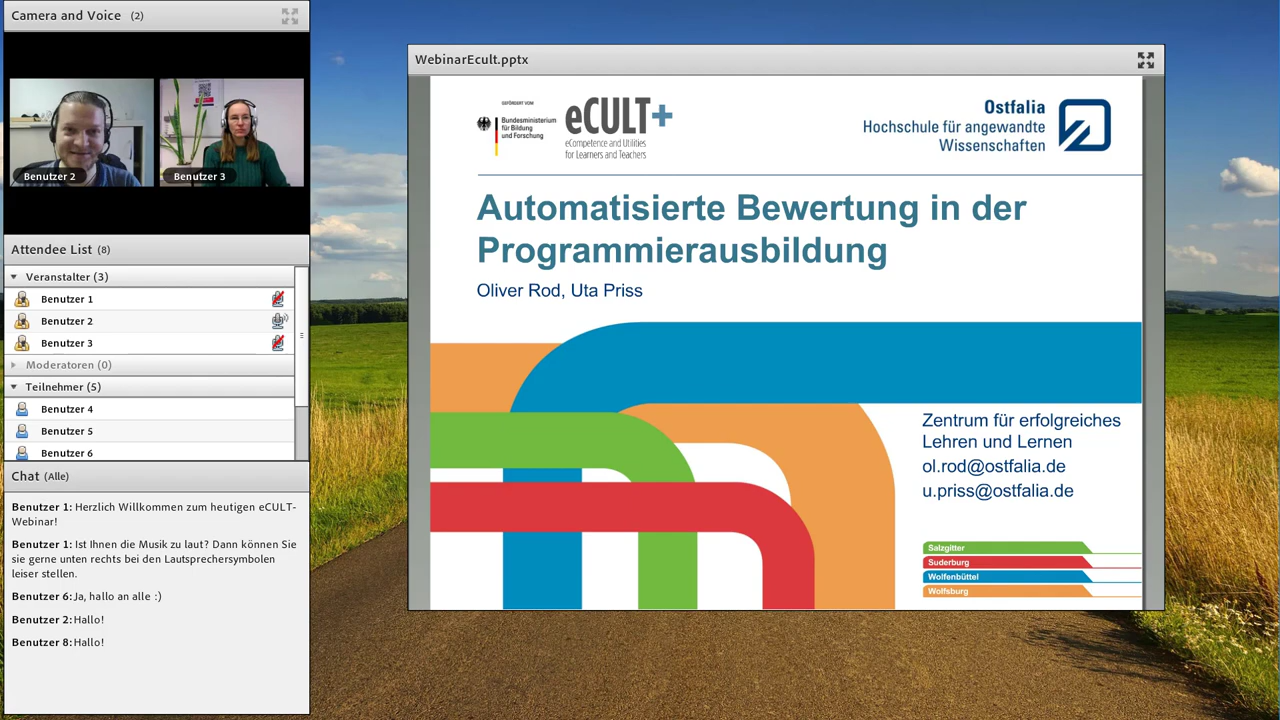 Camera and Voice (2)
Benutzer 2
Benutzer 3
Attendee List (8)
Veranstalter (3)
Benutzer 1
Benutzer 2
Benutzer 3
Moderatoren (0)
Teilnehmer (5)
Benutzer 4
Benutzer 5
Benutzer 6
Chat (Alle)
Benutzer 1: Herzlich Willkommen zum heutigen eCULT-
Webinar!
Benutzer 1: Ist Ihnen die Musik zu laut? Dann können Sie
sie gerne unten rechts bei den Lautsprechersymbolen
leiser stellen.
Benutzer 6: Ja, hallo an alle :)
Benutzer 2: Hallo!
Benutzer 8: Hallo!
WebinarEcult.pptx
GEFÖRDERT VOM
Bundesministerium
für Bildung
und Forschung
eCULT+
eCompetence and Utilities
for Learners and Teachers
Ostfalia
Hochschule für angewandte
Wissenschaften
Automatisierte Bewertung in der
Programmierausbildung
Oliver Rod, Uta Priss
Zentrum für erfolgreiches
Lehren und Lernen
ol.rod@ostfalia.de
u.priss@ostfalia.de
Salzgitter
Suderburg
Wolfenbüttel
Wolfsburg